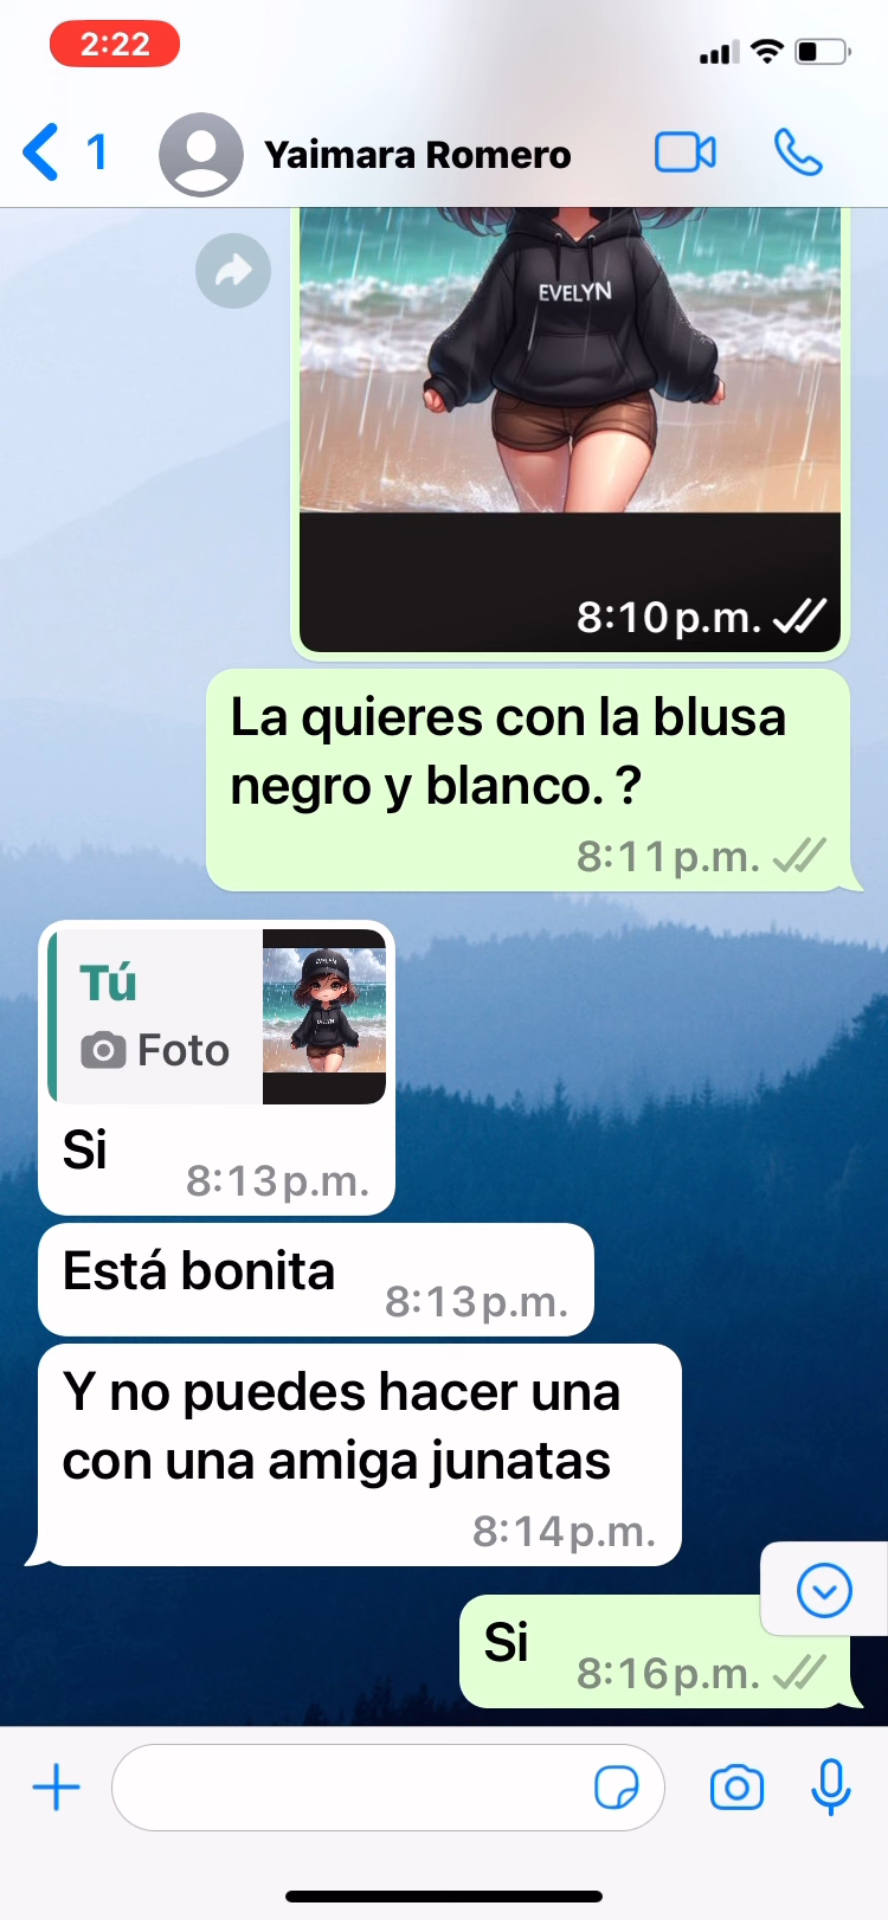 2:22
1
Yaimara Romero
EVELYN
8:10 p.m.
La quieres con la blusa
negro y blanco. ?
8:11 p.m.
Tú
Foto
EVELYN
Si
8:13 p.m.
Está bonita
8:13 p.m.
Y no puedes hacer una
con una amiga junatas
8:14 p.m.
Si
8:16 p.m.